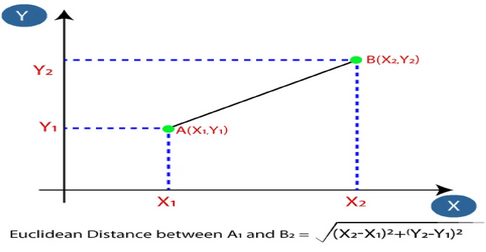 Y
Y₂
B(X₂,Y₂)
Y₁
A(X₁,Y₁)
X₁
X₂
X
Euclidean Distance between A₁ and B₂ = √(X₂-X₁)²+(Y₂-Y₁)²